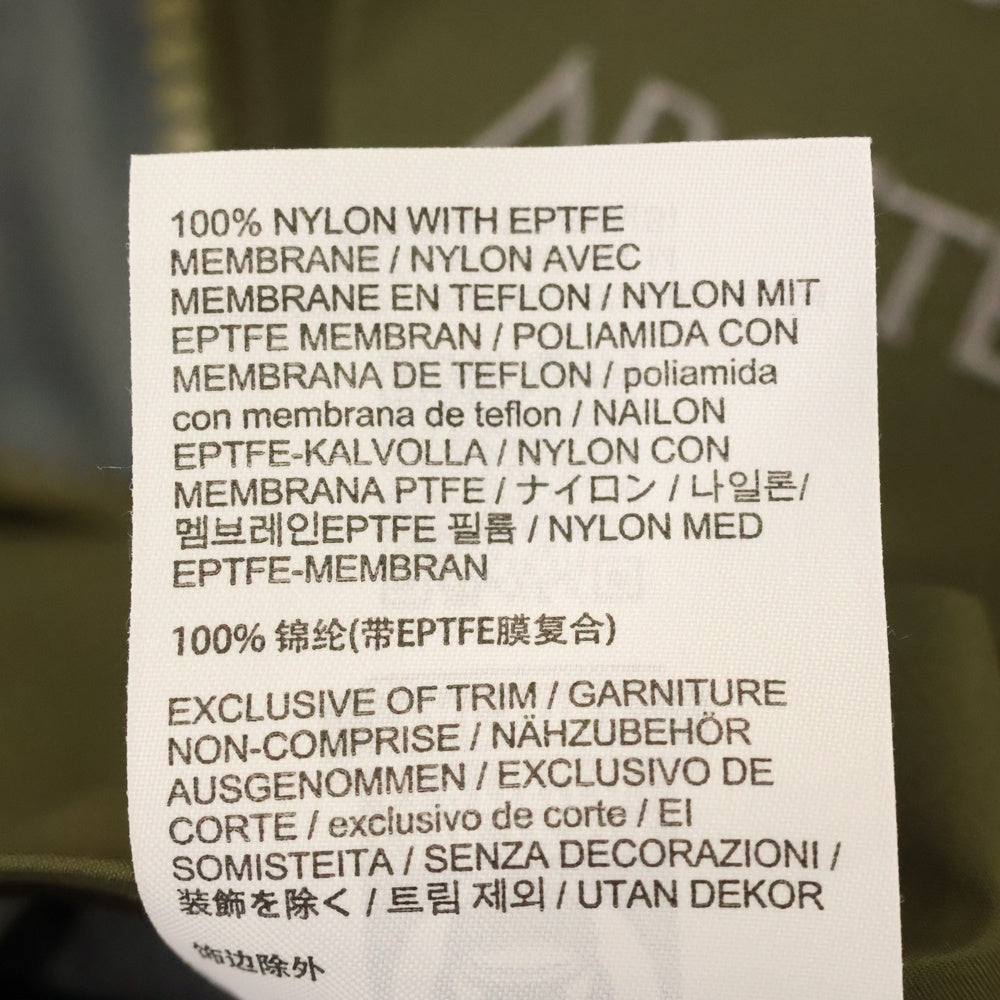 100% NYLON WITH EPTFE
MEMBRANE / NYLON AVEC
MEMBRANE EN TEFLON / NYLON MIT
EPTFE MEMBRAN / POLIAMIDA CON
MEMBRANA DE TEFLON / poliamida
con membrana de teflon / NAILON
EPTFE-KALVOLLA / NYLON CON
MEMBRANA PTFE / ナイロン / 나일론/
멤브레인EPTFE 필름 / NYLON MED
EPTFE-MEMBRAN
100% 锦纶(带EPTFE膜复合)
EXCLUSIVE OF TRIM / GARNITURE
NON-COMPRISE / NÄHZUBEHÖR
AUSGENOMMEN / EXCLUSIVO DE
CORTE / exclusivo de corte / EI
SOMISTEITA / SENZA DECORAZIONI /
装飾を除く / 트림 제외 / UTAN DEKOR
饰边除外